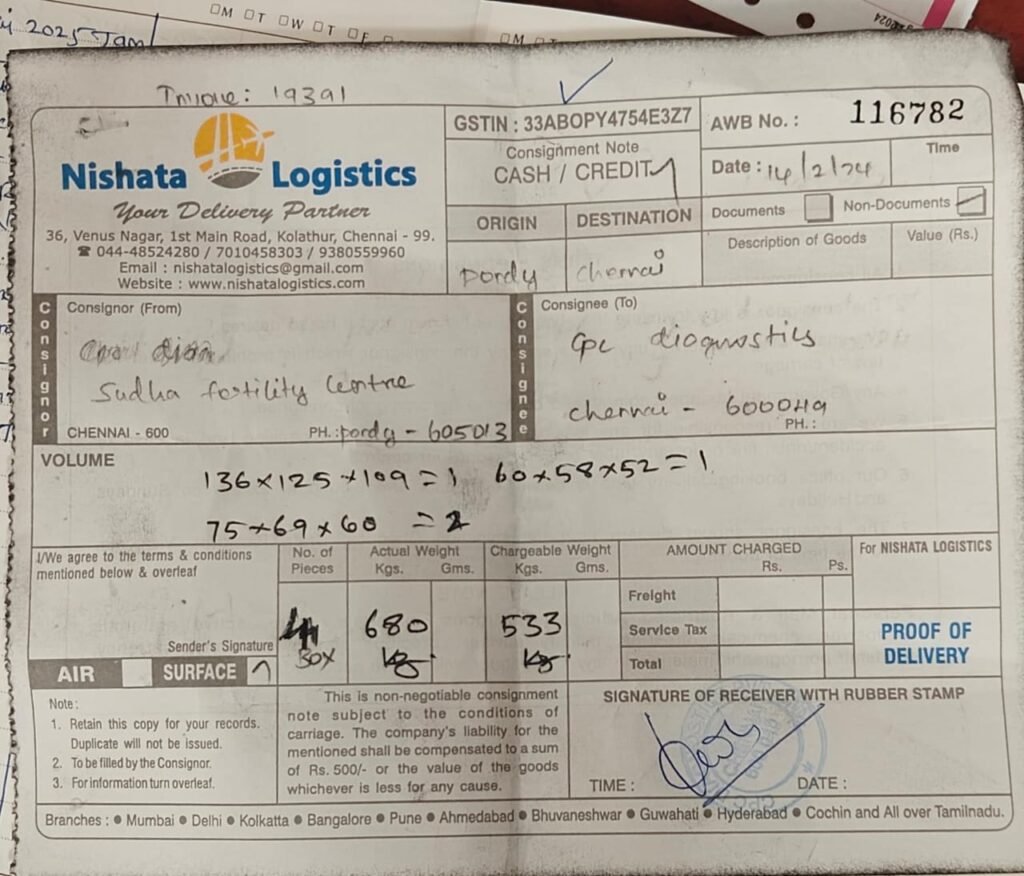 2025 Jan
☐M ☐T ☐W ☐T ☐F
☐M ☐T
2024
19391
Nishata Logistics
Your Delivery Partner
36, Venus Nagar, 1st Main Road, Kolathur, Chennai - 99.
☎ 044-48524280 / 7010458303 / 9380559960
Email : nishatalogistics@gmail.com
Website : www.nishatalogistics.com
GSTIN : 33ABOPY4754E3Z7
Consignment Note
CASH / CREDIT
AWB No. : 116782
Date : 14/2/24
Time
ORIGIN DESTINATION
pondy chennai
Documents Non-Documents
Description of Goods Value (Rs.)
Consignor
Consignor (From)
Sudha fertility Centre
CHENNAI - 600 PH. : pondy - 605013
Consignee
Consignee (To)
Cpc diagnostics
chennai - 600049
PH. :
VOLUME
136×125×109 = 1 60×58×52 = 1
75×69×60 = 2
I/We agree to the terms & conditions
mentioned below & overleaf
Sender's Signature
No. of Pieces
4
BOX
Actual Weight
Kgs. Gms.
680
Kg
Chargeable Weight
Kgs. Gms.
533
Kg
AMOUNT CHARGED
Rs. Ps.
Freight
Service Tax
Total
For NISHATA LOGISTICS
PROOF OF
DELIVERY
AIR SURFACE
Note :
1. Retain this copy for your records.
Duplicate will not be issued.
2. To be filled by the Consignor.
3. For information turn overleaf.
This is non-negotiable consignment
note subject to the conditions of
carriage. The company's liability for the
mentioned shall be compensated to a sum
of Rs. 500/- or the value of the goods
whichever is less for any cause.
SIGNATURE OF RECEIVER WITH RUBBER STAMP
TIME : DATE :
Branches : ● Mumbai ● Delhi ● Kolkatta ● Bangalore ● Pune ● Ahmedabad ● Bhuvaneshwar ● Guwahati ● Hyderabad ● Cochin and All over Tamilnadu.